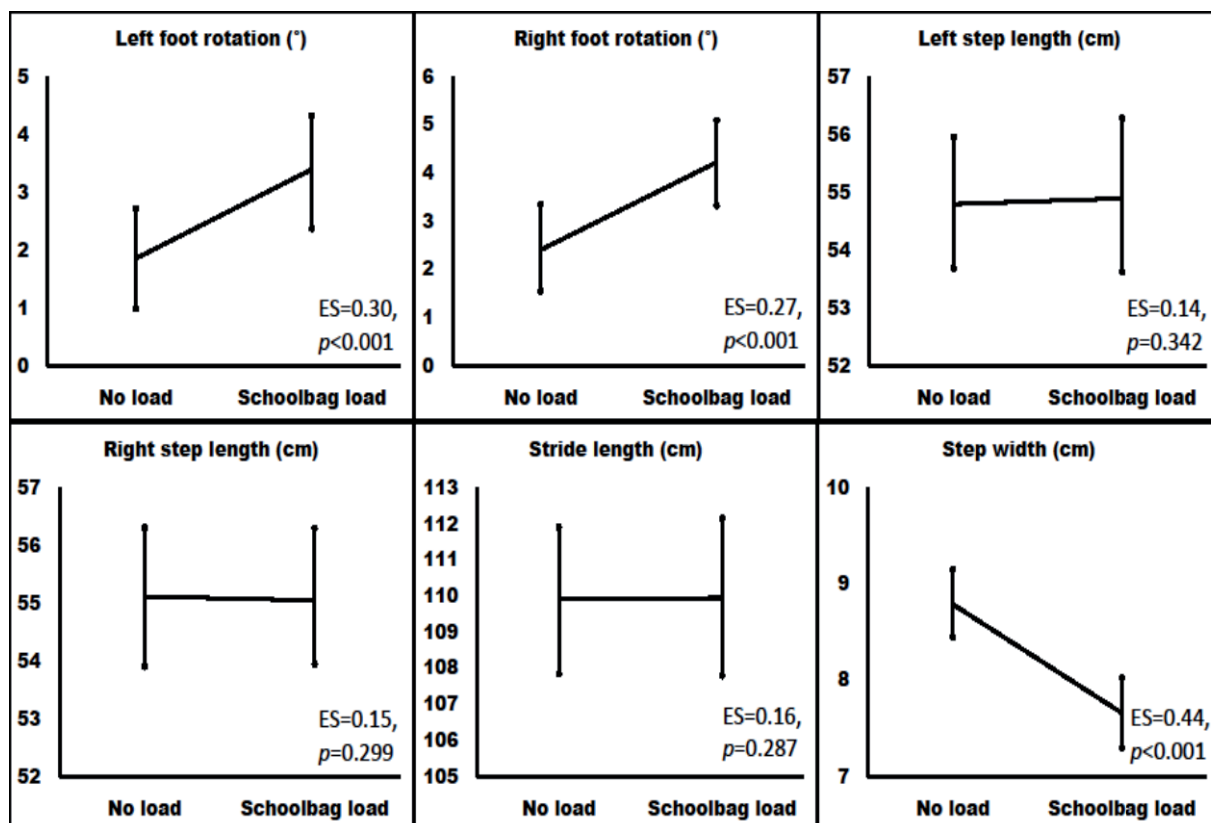 Left foot rotation (°)
5
4
3
2
1
0
ES=0.30,
p<0.001
No load Schoolbag load
Right foot rotation (°)
6
5
4
3
2
1
0
ES=0.27,
p<0.001
No load Schoolbag load
Left step length (cm)
57
56
55
54
53
52
ES=0.14,
p=0.342
No load Schoolbag load
Right step length (cm)
57
56
55
54
53
52
ES=0.15,
p=0.299
No load Schoolbag load
Stride length (cm)
113
112
111
110
109
108
107
106
105
ES=0.16,
p=0.287
No load Schoolbag load
Step width (cm)
10
9
8
7
ES=0.44,
p<0.001
No load Schoolbag load